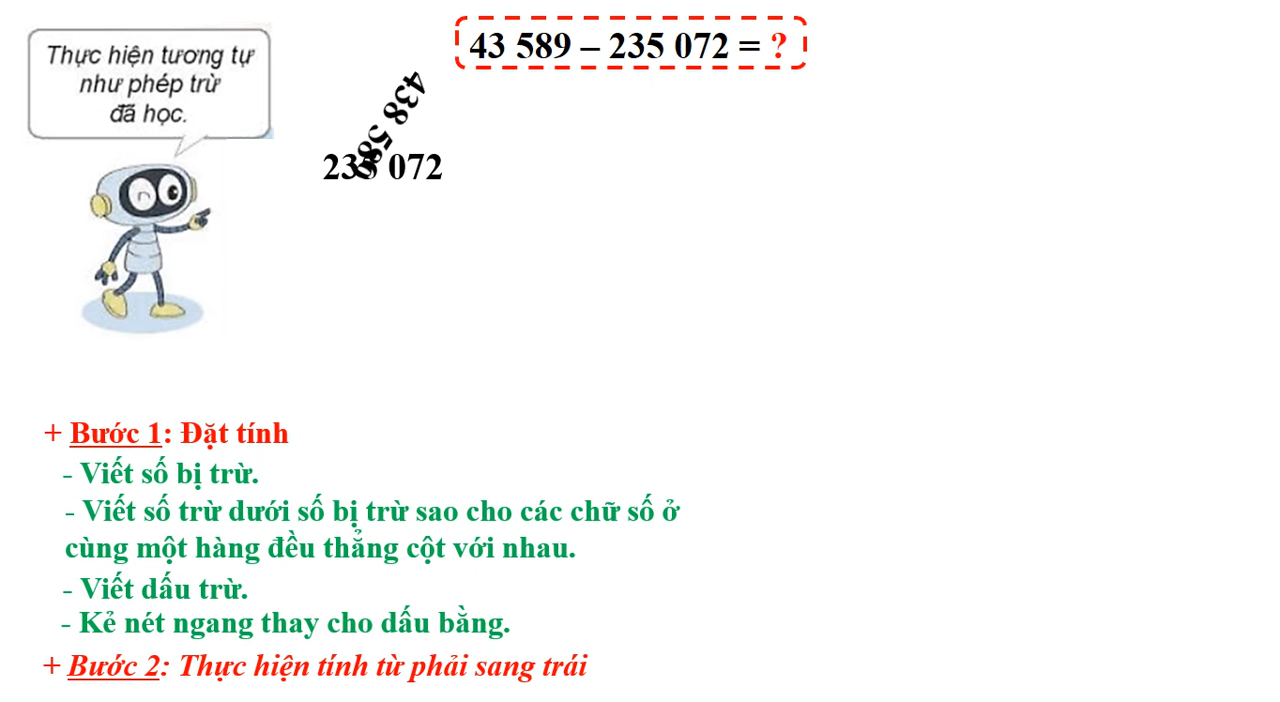 Thực hiện tương tự
như phép trừ
đã học.
43 589 – 235 072 = ?
438 589
235 072
+ Bước 1: Đặt tính
- Viết số bị trừ.
- Viết số trừ dưới số bị trừ sao cho các chữ số ở
cùng một hàng đều thẳng cột với nhau.
- Viết dấu trừ.
- Kẻ nét ngang thay cho dấu bằng.
+ Bước 2: Thực hiện tính từ phải sang trái